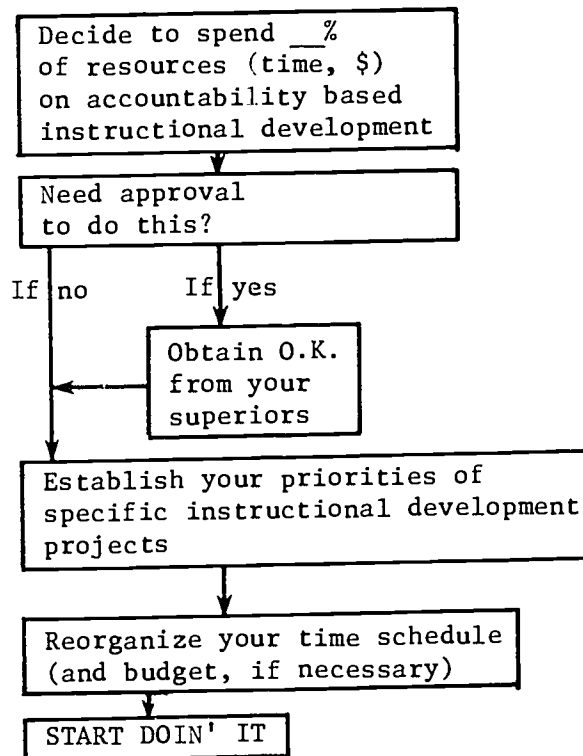 Decide to spend __%
of resources (time, $)
on accountability based
instructional development
Need approval
to do this?
If no
If yes
Obtain O.K.
from your
superiors
Establish your priorities of
specific instructional development
projects
Reorganize your time schedule
(and budget, if necessary)
START DOIN' IT